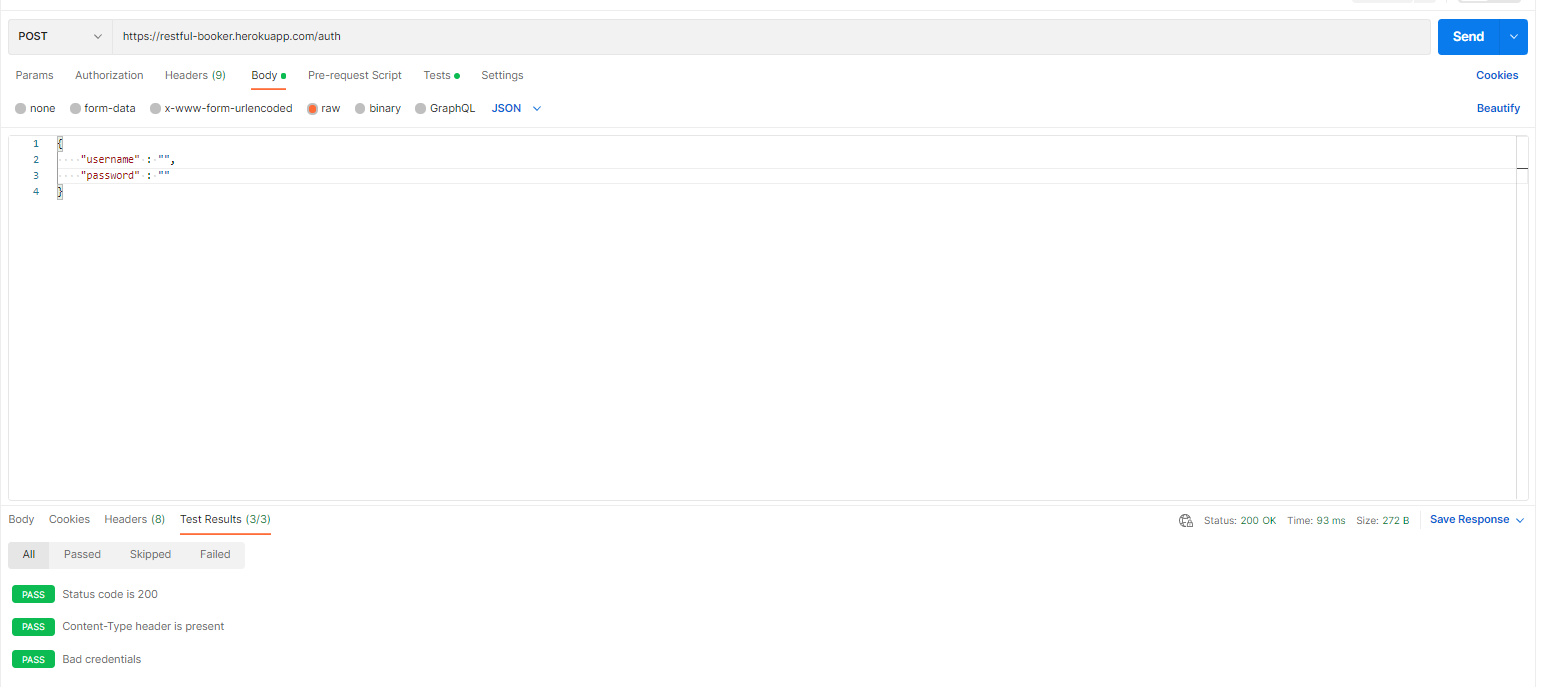 POST https://restful-booker.herokuapp.com/auth Send
Params Authorization Headers (9) Body Pre-request Script Tests Settings Cookies
none form-data x-www-form-urlencoded raw binary GraphQL JSON Beautify
1 {
2 "username" : "",
3 "password" : ""
4 }
Body Cookies Headers (8) Test Results (3/3) Status: 200 OK Time: 93 ms Size: 272 B Save Response
All Passed Skipped Failed
PASS Status code is 200
PASS Content-Type header is present
PASS Bad credentials